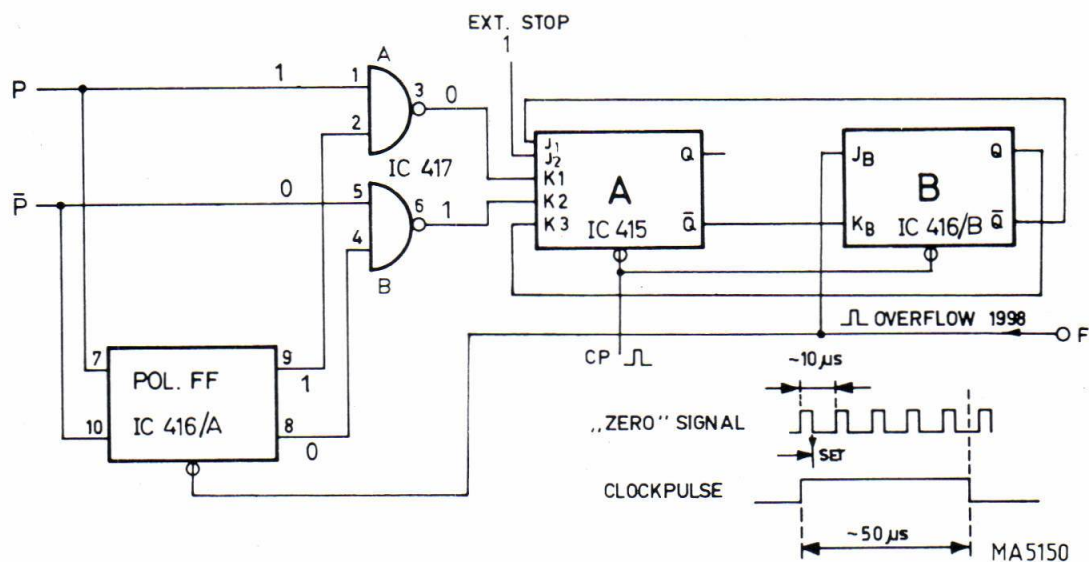 EXT. STOP
1
A
P
1
1
3
0
2
IC 417
P̄
0
5
6
1
4
B
J1
J2
K1
K2
K3
Q
A
IC 415
Q̄
JB
Q
B
KB
IC 416/B
Q̄
OVERFLOW 1998
F
CP
7
POL. FF
9
1
IC 416/A
10
8
0
~10 µs
„ZERO" SIGNAL
SET
CLOCKPULSE
~50 µs
MA5150